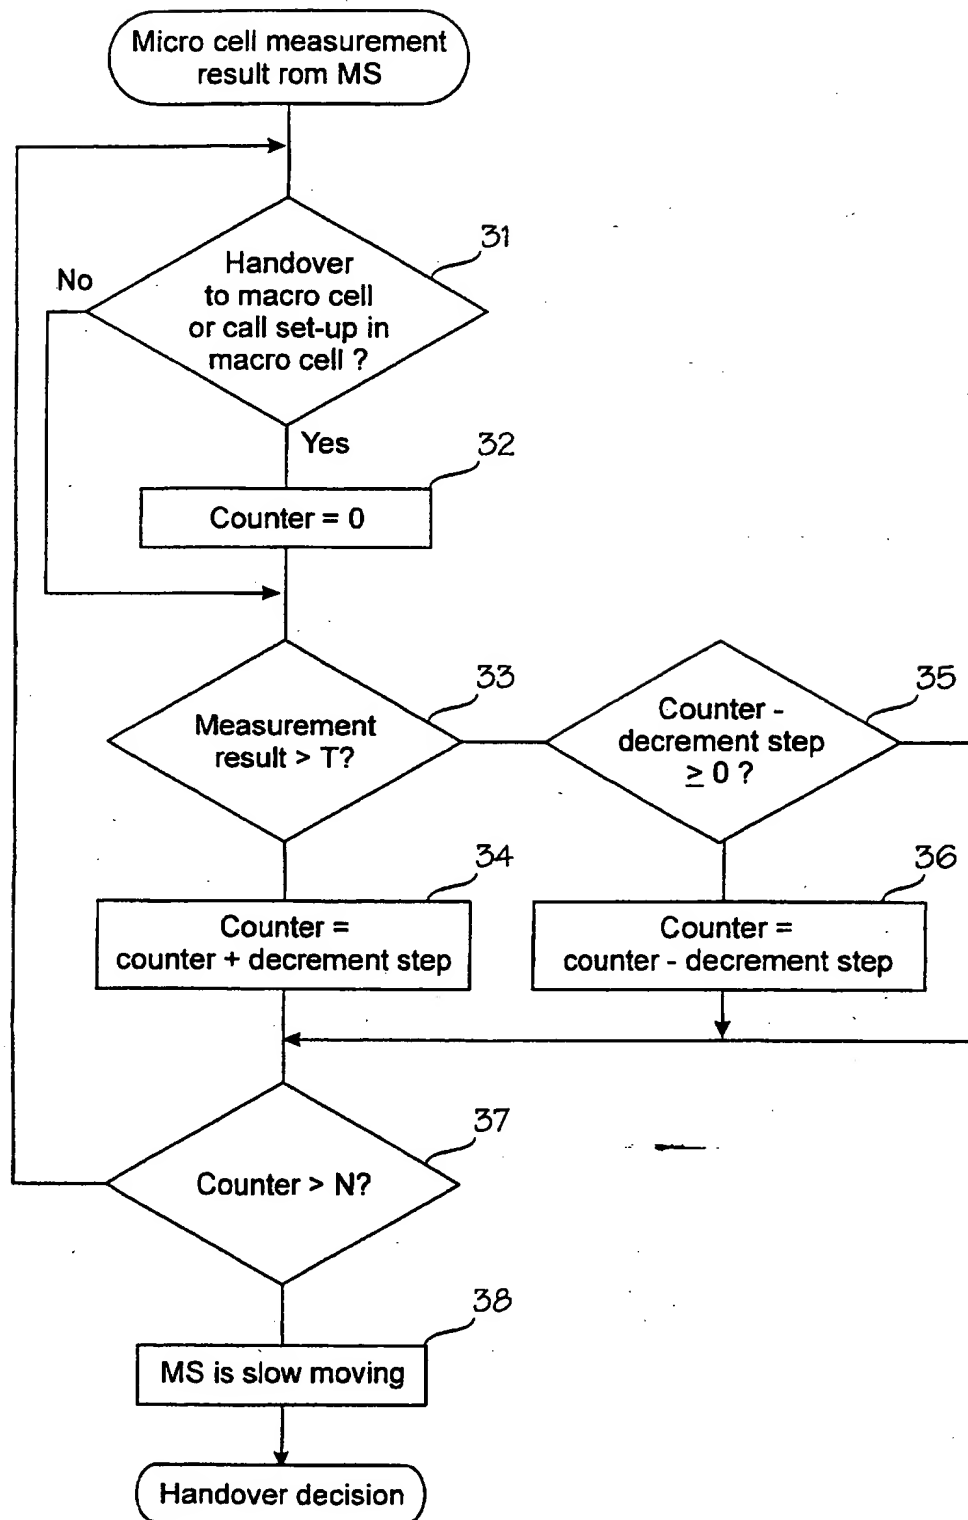 Micro cell measurement
result rom MS
31
Handover
to macro cell
or call set-up in
macro cell ?
No
Yes
32
Counter = 0
33
Measurement
result > T?
35
Counter -
decrement step
≥ 0 ?
34
Counter =
counter + decrement step
36
Counter =
counter - decrement step
37
Counter > N?
38
MS is slow moving
Handover decision